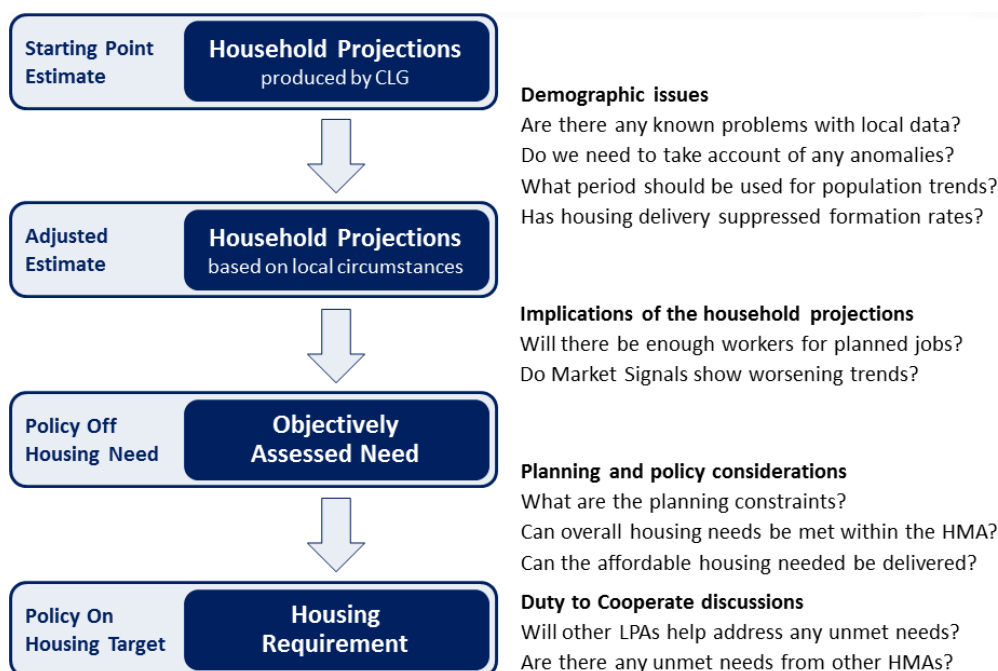 Starting Point
Estimate
Household Projections
produced by CLG
Demographic issues
Are there any known problems with local data?
Do we need to take account of any anomalies?
What period should be used for population trends?
Has housing delivery suppressed formation rates?
Adjusted
Estimate
Household Projections
based on local circumstances
Implications of the household projections
Will there be enough workers for planned jobs?
Do Market Signals show worsening trends?
Policy Off
Housing Need
Objectively
Assessed Need
Planning and policy considerations
What are the planning constraints?
Can overall housing needs be met within the HMA?
Can the affordable housing needed be delivered?
Policy On
Housing Target
Housing
Requirement
Duty to Cooperate discussions
Will other LPAs help address any unmet needs?
Are there any unmet needs from other HMAs?